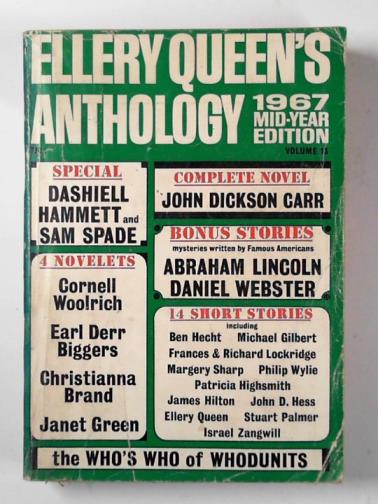 ELLERY QUEEN'S
ANTHOLOGY
1967
MID-YEAR
EDITION
VOLUME 13
SPECIAL
DASHIELL
HAMMETT and
SAM SPADE
4 NOVELETS
Cornell
Woolrich
Earl Derr
Biggers
Christianna
Brand
Janet Green
COMPLETE NOVEL
JOHN DICKSON CARR
BONUS STORIES
mysteries written by Famous Americans
ABRAHAM LINCOLN
DANIEL WEBSTER
14 SHORT STORIES
including
Ben Hecht Michael Gilbert
Frances & Richard Lockridge
Margery Sharp Philip Wylie
Patricia Highsmith
James Hilton John D. Hess
Ellery Queen Stuart Palmer
Israel Zangwill
the WHO'S WHO of WHODUNITS